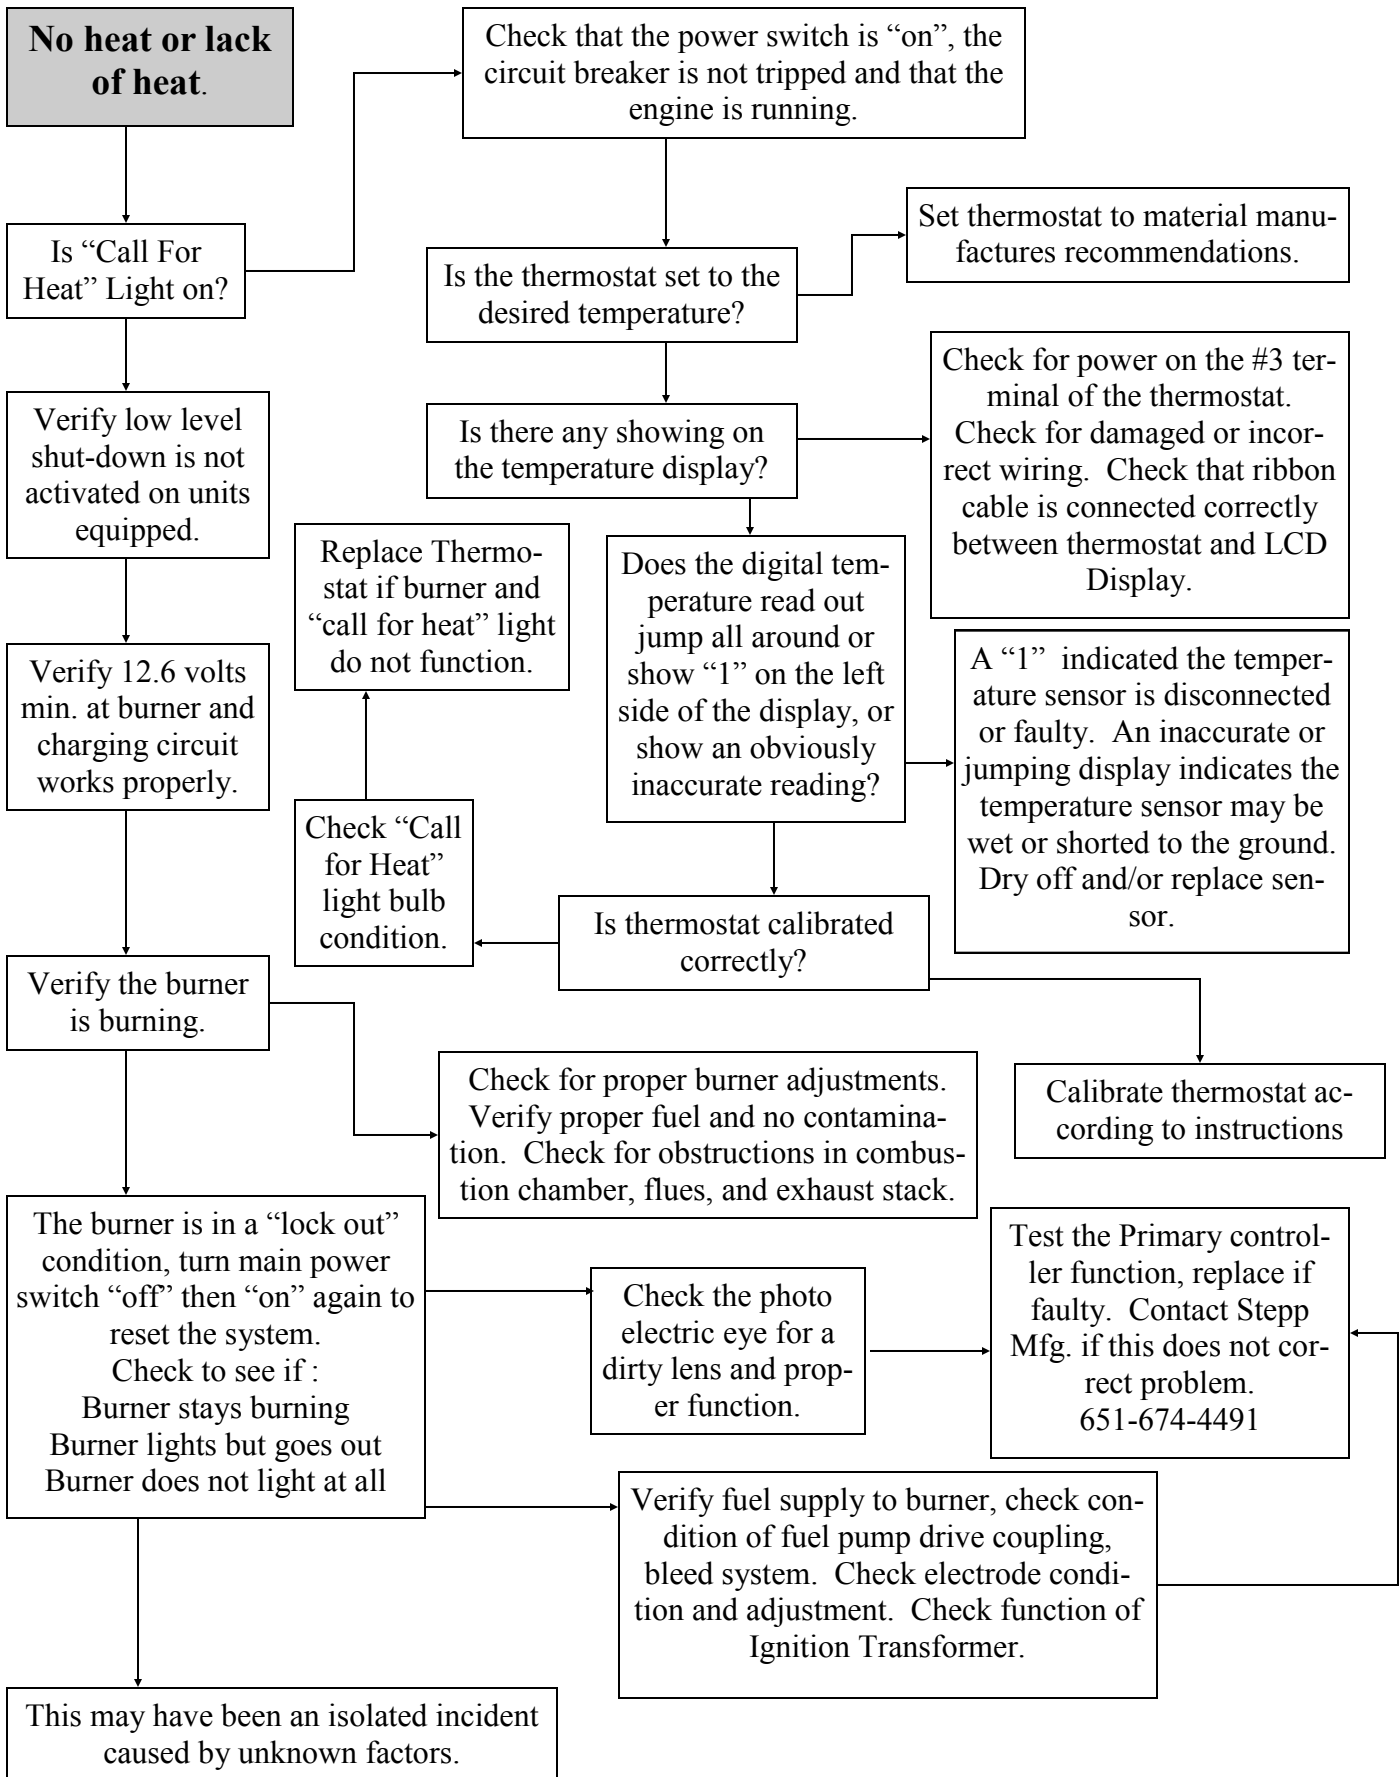 No heat or lack
of heat.
Check that the power switch is “on”, the
circuit breaker is not tripped and that the
engine is running.
Set thermostat to material manu-
factures recommendations.
Is “Call For
Heat” Light on?
Is the thermostat set to the
desired temperature?
Check for power on the #3 ter-
minal of the thermostat.
Check for damaged or incor-
rect wiring.  Check that ribbon
cable is connected correctly
between thermostat and LCD
Display.
Verify low level
shut-down is not
activated on units
equipped.
Is there any showing on
the temperature display?
Replace Thermo-
stat if burner and
“call for heat” light
do not function.
Does the digital tem-
perature read out
jump all around or
show “1” on the left
side of the display, or
show an obviously
inaccurate reading?
A “1”  indicated the temper-
ature sensor is disconnected
or faulty.  An inaccurate or
jumping display indicates the
temperature sensor may be
wet or shorted to the ground.
Dry off and/or replace sen-
sor.
Verify 12.6 volts
min. at burner and
charging circuit
works properly.
Check “Call
for Heat”
light bulb
condition.
Is thermostat calibrated
correctly?
Verify the burner
is burning.
Check for proper burner adjustments.
Verify proper fuel and no contamina-
tion.  Check for obstructions in combus-
tion chamber, flues, and exhaust stack.
Calibrate thermostat ac-
cording to instructions
The burner is in a “lock out”
condition, turn main power
switch “off” then “on” again to
reset the system.
Check to see if :
Burner stays burning
Burner lights but goes out
Burner does not light at all
Check the photo
electric eye for a
dirty lens and prop-
er function.
Test the Primary control-
ler function, replace if
faulty.  Contact Stepp
Mfg. if this does not cor-
rect problem.
651-674-4491
Verify fuel supply to burner, check con-
dition of fuel pump drive coupling,
bleed system.  Check electrode condi-
tion and adjustment.  Check function of
Ignition Transformer.
This may have been an isolated incident
caused by unknown factors.